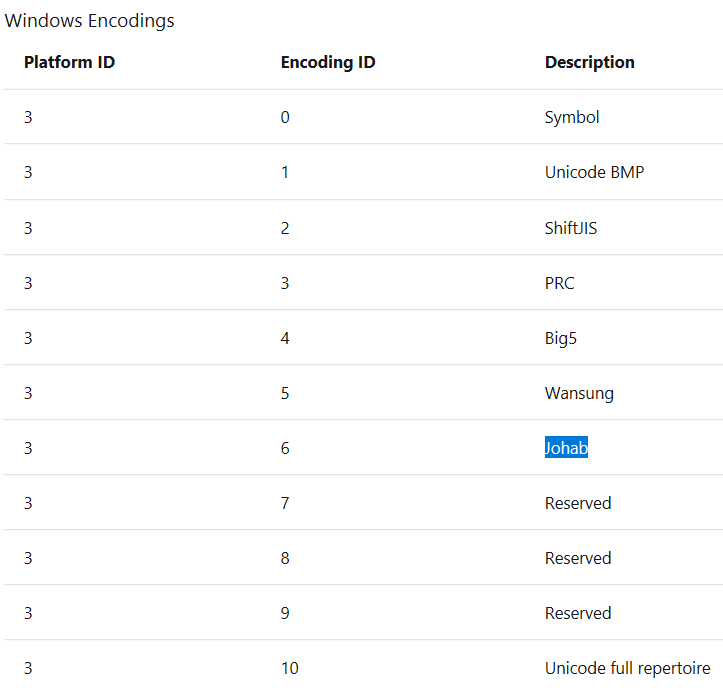 Windows Encodings
Platform ID Encoding ID Description
3 0 Symbol
3 1 Unicode BMP
3 2 ShiftJIS
3 3 PRC
3 4 Big5
3 5 Wansung
3 6 Johab
3 7 Reserved
3 8 Reserved
3 9 Reserved
3 10 Unicode full repertoire